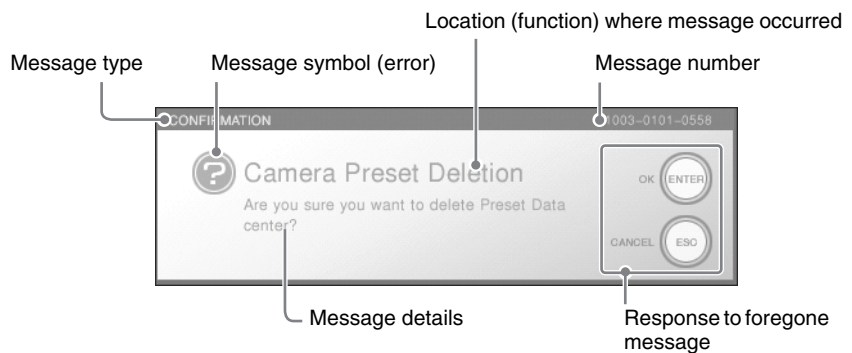 Location (function) where message occurred
Message type
Message symbol (error)
Message number
CONFIRMATION
1003-0101-0558
Camera Preset Deletion
Are you sure you want to delete Preset Data
center?
OK
ENTER
CANCEL
ESC
Message details
Response to foregone
message